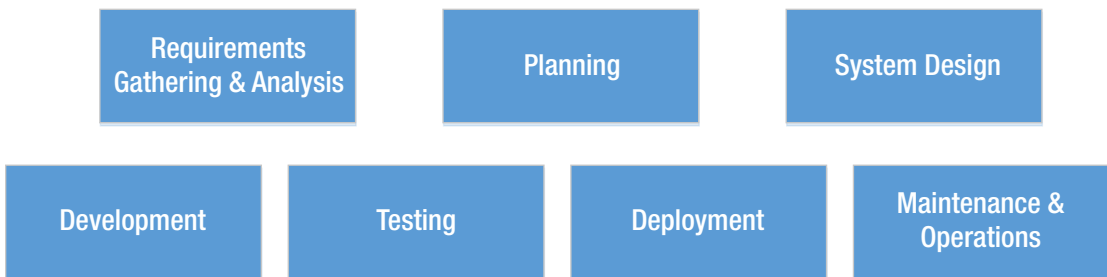 Requirements
Gathering & Analysis
Planning
System Design
Development
Testing
Deployment
Maintenance &
Operations